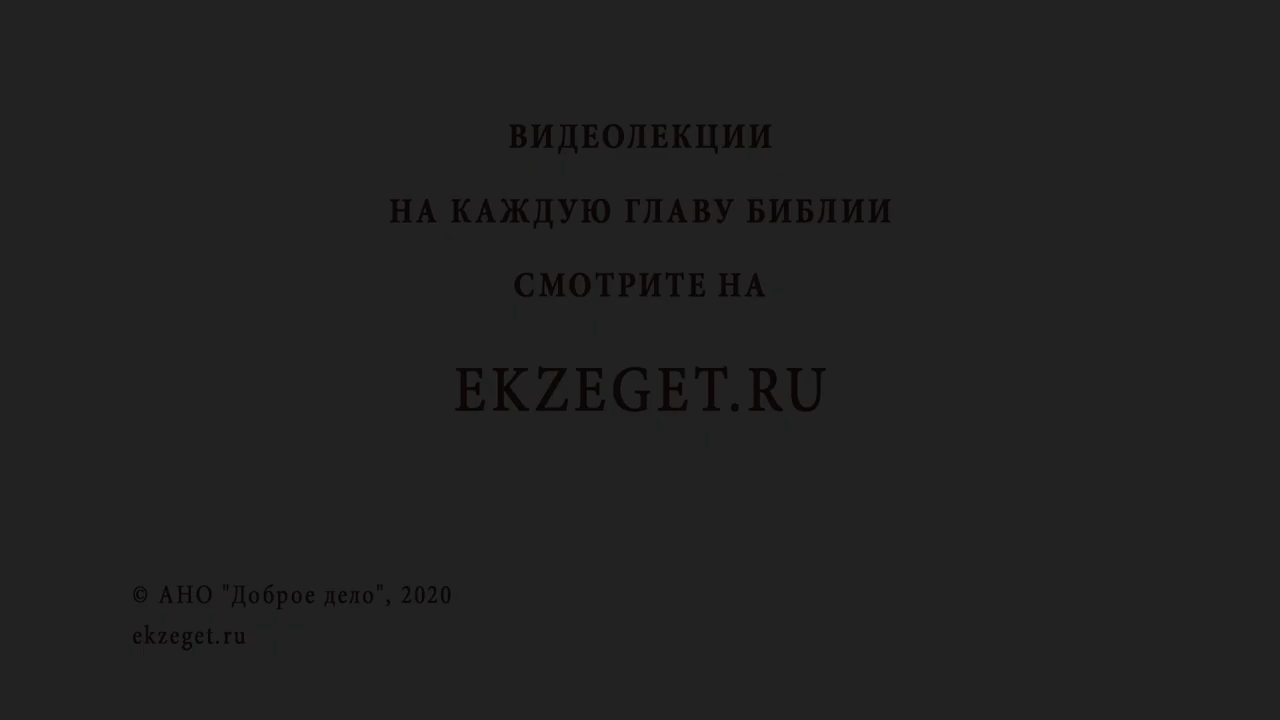 ВИДЕОЛЕКЦИИ
НА КАЖДУЮ ГЛАВУ БИБЛИИ
СМОТРИТЕ НА
EKZEGET.RU
© АНО "Доброе дело", 2020
ekzeget.ru